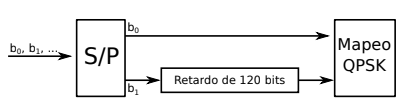 b₀, b₁, ...
S/P
b₀
b₁
Retardo de 120 bits
Mapeo
QPSK